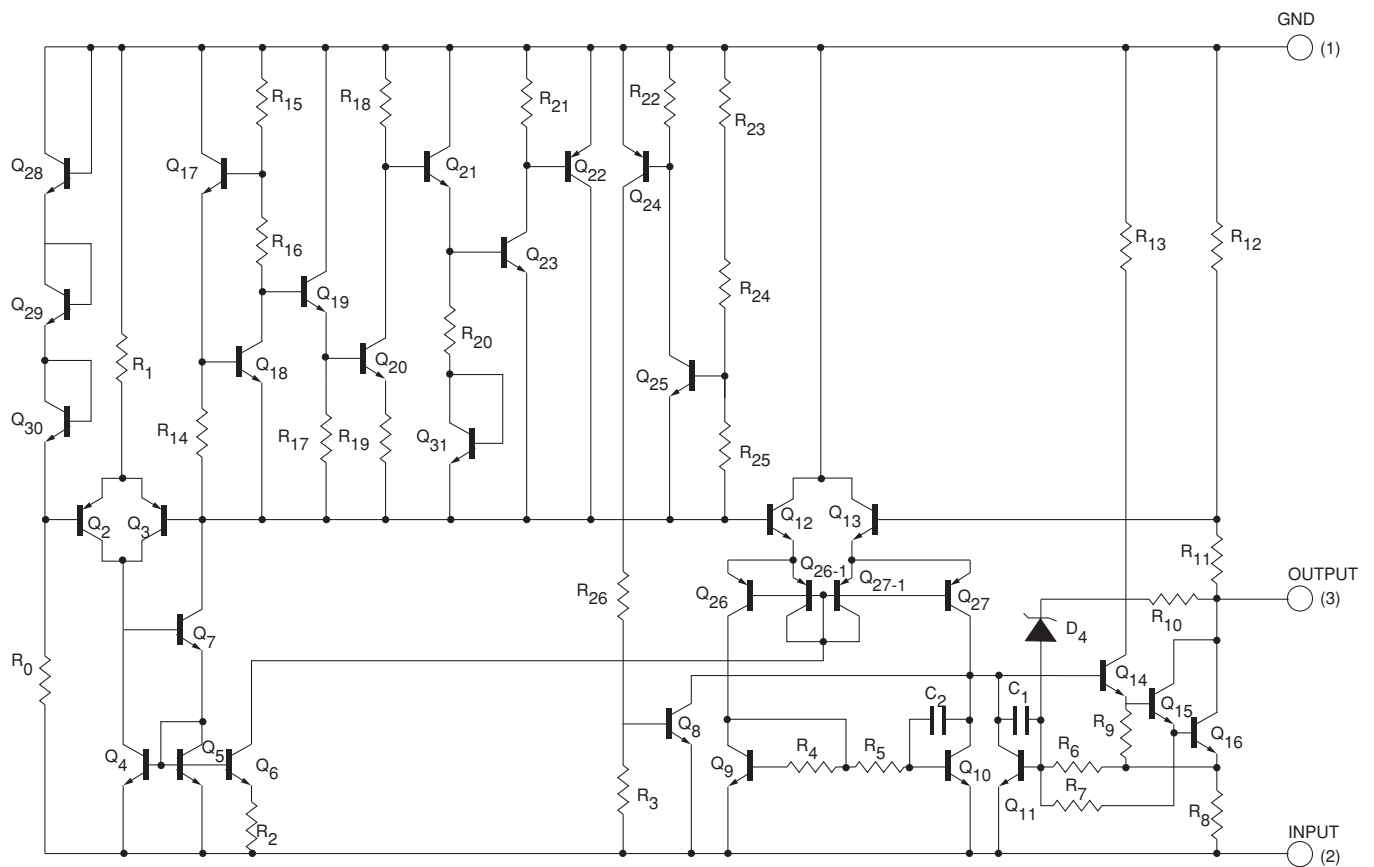 GND
(1)
R15
R18
R21
R22
R23
Q28
Q17
Q21
Q22
Q24
R16
Q23
R13
R12
Q29
Q19
R24
R1
R20
Q18
Q20
Q25
Q30
R14
R17
R19
Q31
R25
Q2
Q3
Q12
Q13
R11
Q26-1
Q27-1
OUTPUT
(3)
R26
Q26
Q27
R10
D4
Q7
R0
Q14
C2
C1
Q15
Q8
R9
Q16
Q5
Q4
Q6
R4
R5
R6
Q9
Q10
R7
R3
Q11
R8
R2
INPUT
(2)